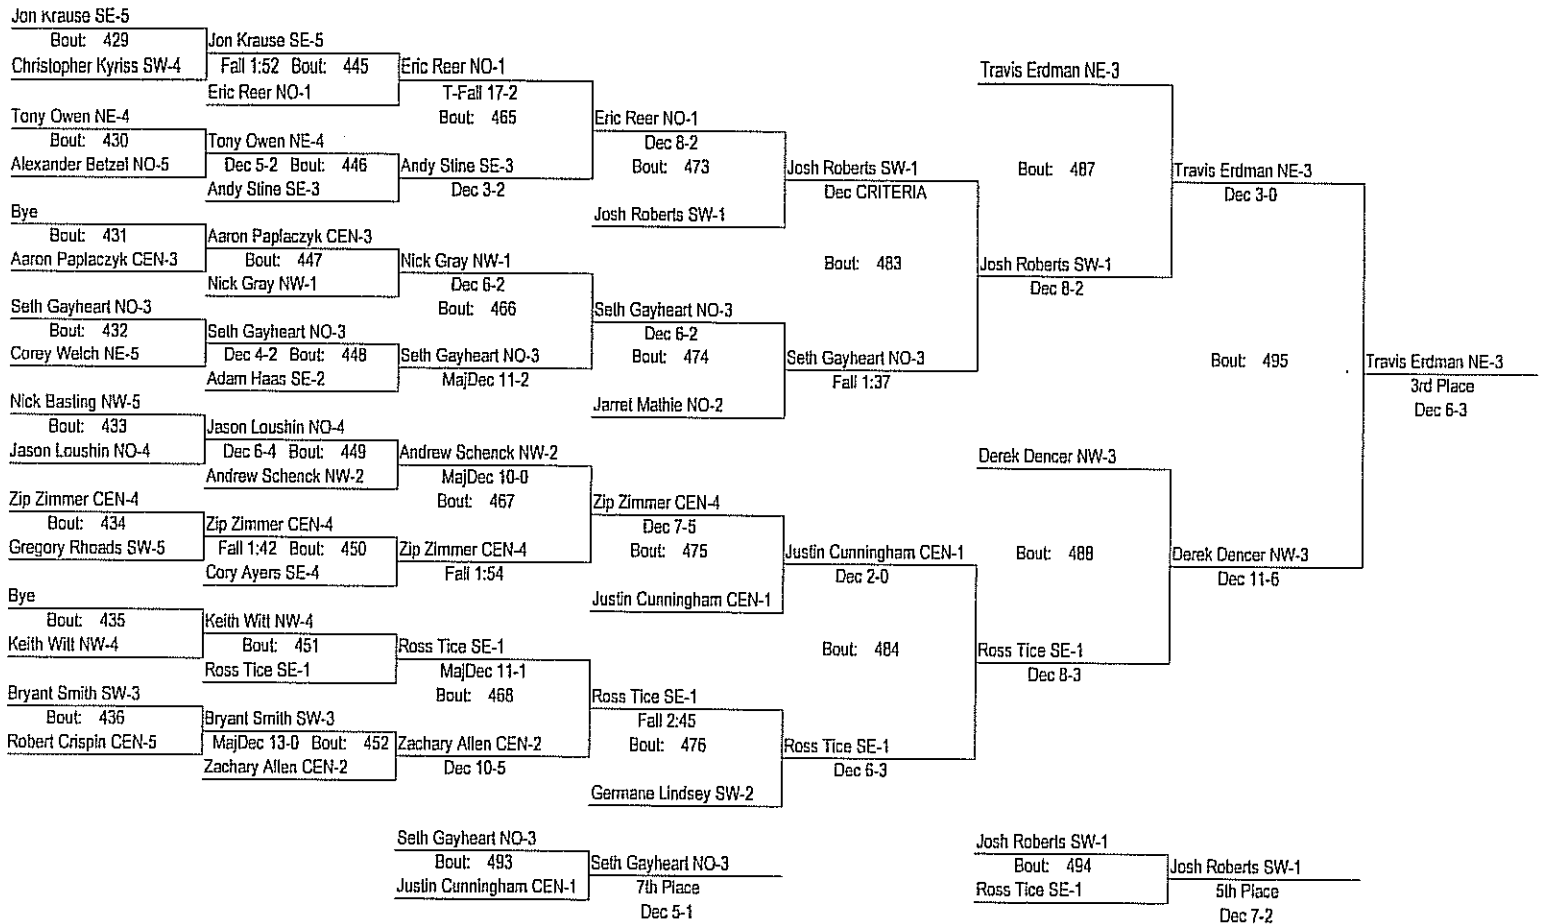 Jon Krause SE-5
Bout: 429
Christopher Kyriss SW-4
Tony Owen NE-4
Bout: 430
Alexander Betzel NO-5
Bye
Bout: 431
Aaron Paplaczyk CEN-3
Seth Gayheart NO-3
Bout: 432
Corey Welch NE-5
Nick Basting NW-5
Bout: 433
Jason Loushin NO-4
Zip Zimmer CEN-4
Bout: 434
Gregory Rhoads SW-5
Bye
Bout: 435
Keith Witt NW-4
Bryant Smith SW-3
Bout: 436
Robert Crispin CEN-5
Jon Krause SE-5
Fall 1:52 Bout: 445
Eric Reer NO-1
Tony Owen NE-4
Dec 5-2 Bout: 446
Andy Stine SE-3
Aaron Paplaczyk CEN-3
Bout: 447
Nick Gray NW-1
Seth Gayheart NO-3
Dec 4-2 Bout: 448
Adam Haas SE-2
Jason Loushin NO-4
Dec 6-4 Bout: 449
Andrew Schenck NW-2
Zip Zimmer CEN-4
Fall 1:42 Bout: 450
Cory Ayers SE-4
Keith Witt NW-4
Bout: 451
Ross Tice SE-1
Bryant Smith SW-3
MajDec 13-0 Bout: 452
Zachary Allen CEN-2
Eric Reer NO-1
T-Fall 17-2
Bout: 465
Andy Stine SE-3
Dec 3-2
Nick Gray NW-1
Dec 6-2
Bout: 466
Seth Gayheart NO-3
MajDec 11-2
Andrew Schenck NW-2
MajDec 10-0
Bout: 467
Zip Zimmer CEN-4
Fall 1:54
Ross Tice SE-1
MajDec 11-1
Bout: 468
Zachary Allen CEN-2
Dec 10-5
Eric Reer NO-1
Dec 8-2
Bout: 473
Josh Roberts SW-1
Seth Gayheart NO-3
Dec 6-2
Bout: 474
Jarret Mathie NO-2
Zip Zimmer CEN-4
Dec 7-5
Bout: 475
Justin Cunningham CEN-1
Ross Tice SE-1
Fall 2:45
Bout: 476
Germane Lindsey SW-2
Josh Roberts SW-1
Dec CRITERIA
Bout: 483
Seth Gayheart NO-3
Fall 1:37
Justin Cunningham CEN-1
Dec 2-0
Bout: 484
Ross Tice SE-1
Dec 6-3
Travis Erdman NE-3
Bout: 487
Josh Roberts SW-1
Dec 8-2
Derek Dencer NW-3
Bout: 488
Ross Tice SE-1
Dec 8-3
Travis Erdman NE-3
Dec 3-0
Bout: 495
Derek Dencer NW-3
Dec 11-6
Travis Erdman NE-3
3rd Place
Dec 6-3
Seth Gayheart NO-3
Bout: 493
Justin Cunningham CEN-1
Seth Gayheart NO-3
7th Place
Dec 5-1
Josh Roberts SW-1
Bout: 494
Ross Tice SE-1
Josh Roberts SW-1
5th Place
Dec 7-2